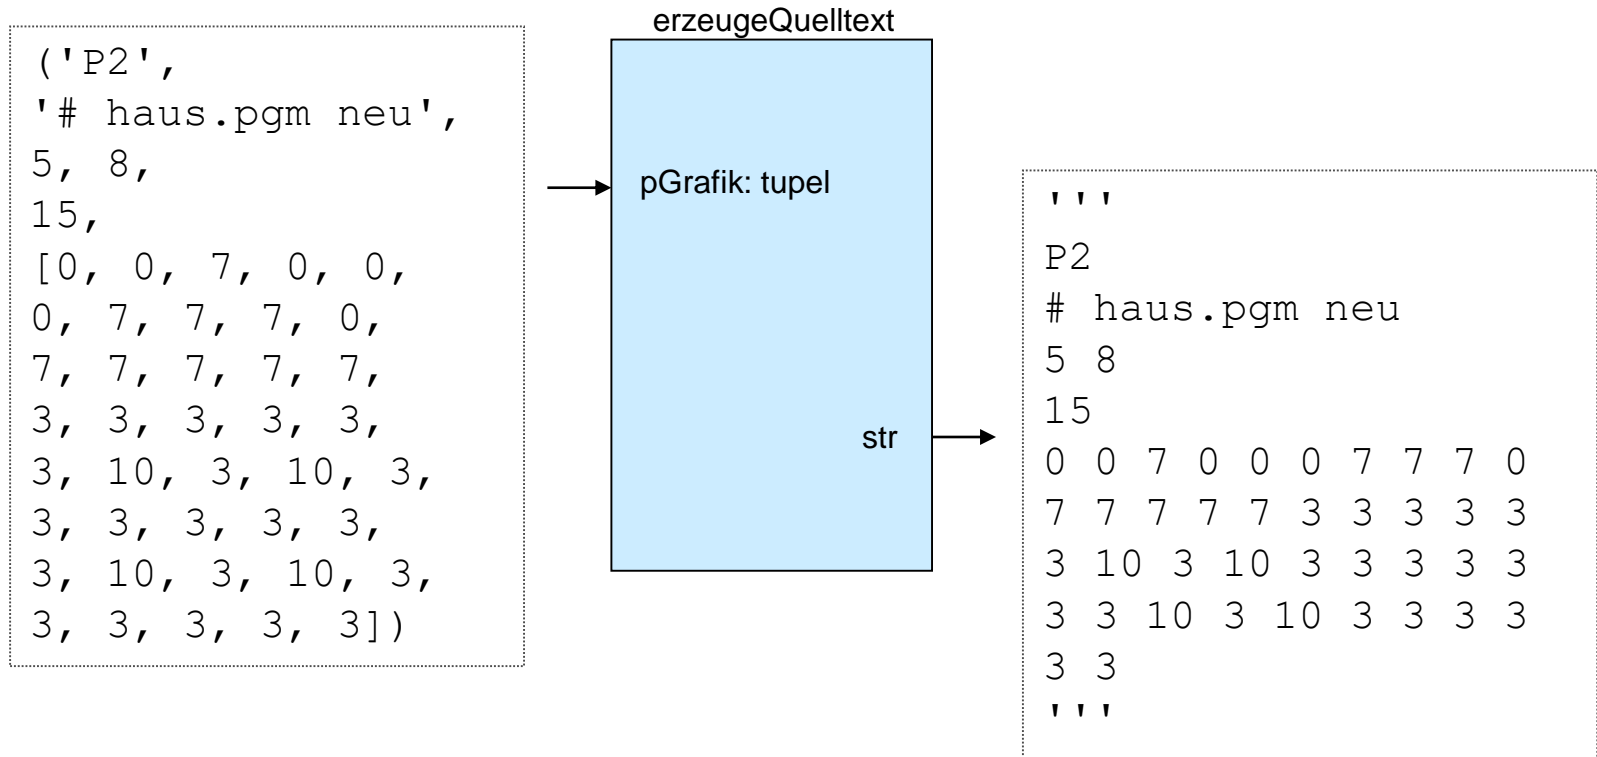 erzeugeQuelltext
('P2',
'# haus.pgm neu',
5, 8,
15,
[0, 0, 7, 0, 0,
0, 7, 7, 7, 0,
7, 7, 7, 7, 7,
3, 3, 3, 3, 3,
3, 10, 3, 10, 3,
3, 3, 3, 3, 3,
3, 10, 3, 10, 3,
3, 3, 3, 3, 3])
pGrafik: tupel
str
'''
P2
# haus.pgm neu
5 8
15
0 0 7 0 0 0 7 7 7 0
7 7 7 7 7 3 3 3 3 3
3 10 3 10 3 3 3 3 3 3
3 3 10 3 10 3 3 3 3
3 3
'''